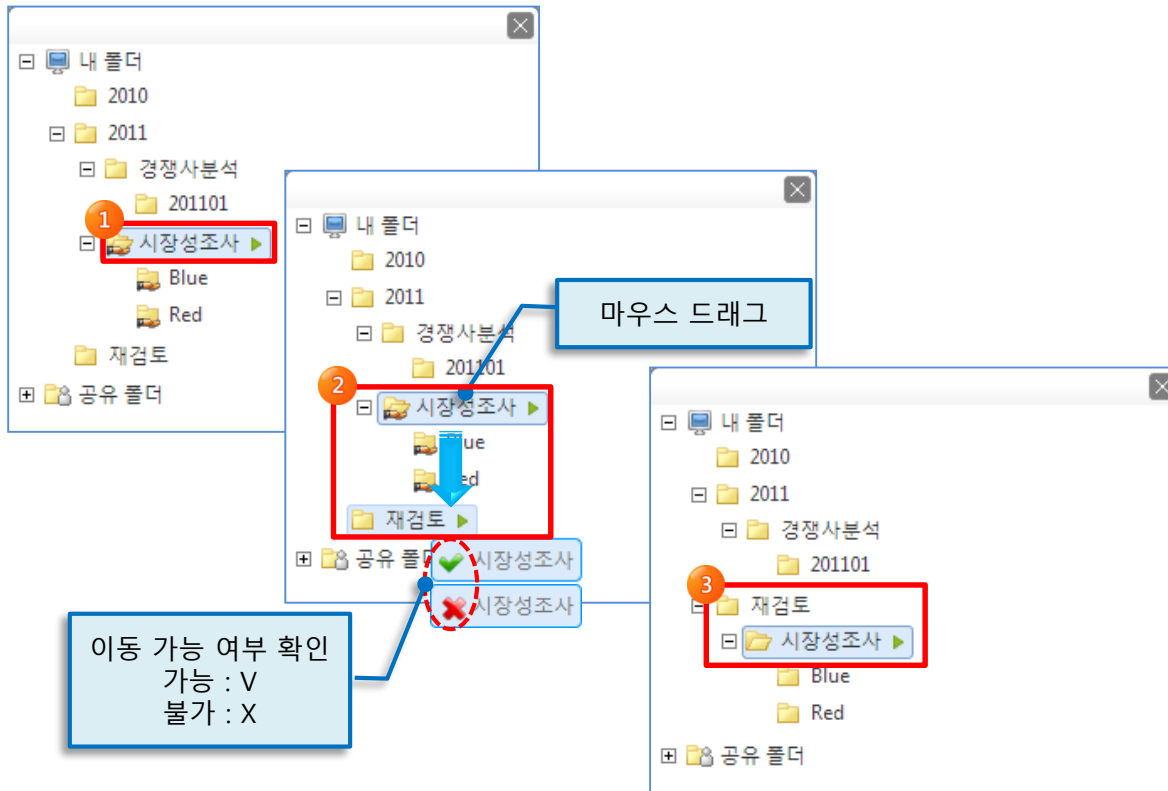 내 폴더
2010
2011
경쟁사분석
201101
1
시장성조사
Blue
Red
재검토
공유 폴더
내 폴더
2010
2011
경쟁사분석
201101
마우스 드래그
2
시장성조사
재검토
공유
시장성조사
시장성조사
이동 가능 여부 확인
가능 : V
불가 : X
내 폴더
2010
2011
경쟁사분석
201101
3
재검토
시장성조사
Blue
Red
공유 폴더